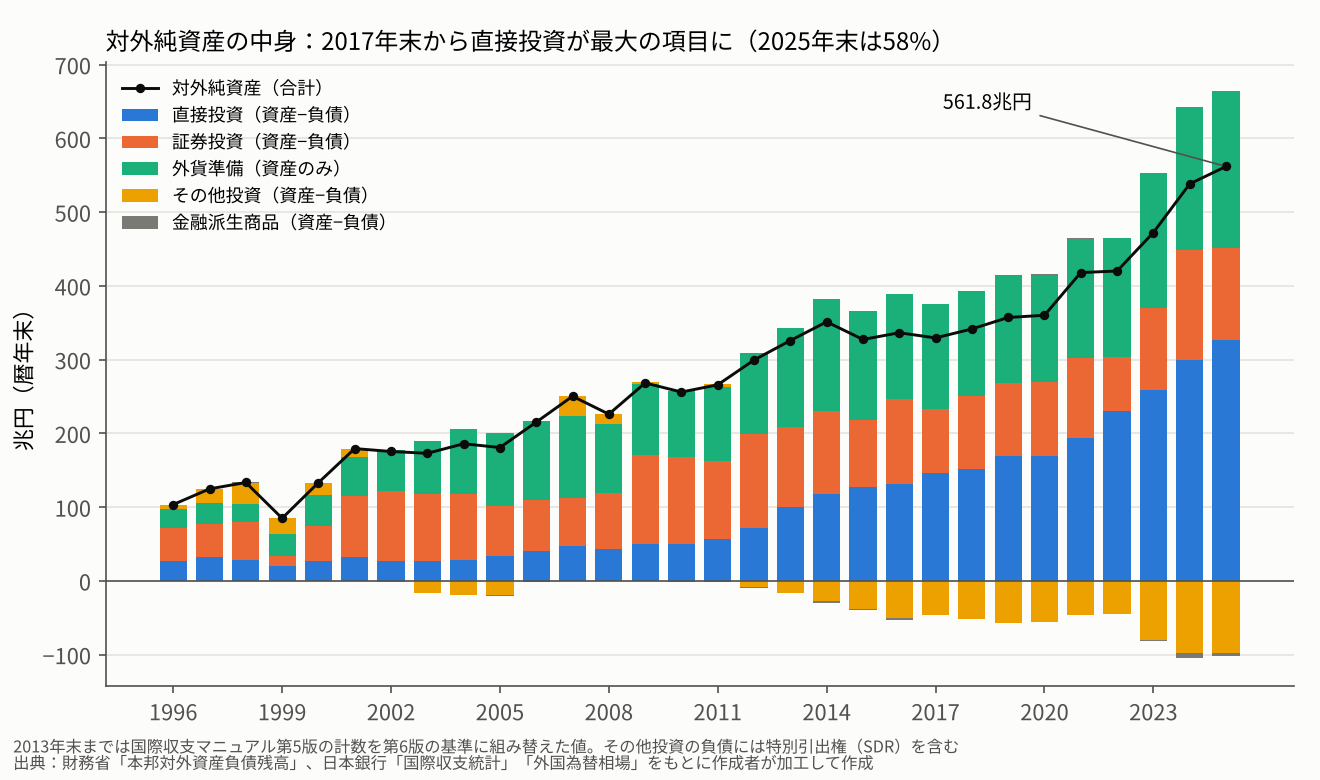 対外純資産の中身：2017年末から直接投資が最大の項目に（2025年末は58%）
700
600
500
400
300
200
100
0
−100
兆円（暦年末）
対外純資産（合計）
直接投資（資産−負債）
証券投資（資産−負債）
外貨準備（資産のみ）
その他投資（資産−負債）
金融派生商品（資産−負債）
561.8兆円
1996 1999 2002 2005 2008 2011 2014 2017 2020 2023
2013年末までは国際収支マニュアル第5版の計数を第6版の基準に組み替えた値。その他投資の負債には特別引出権（SDR）を含む
出典：財務省「本邦対外資産負債残高」、日本銀行「国際収支統計」「外国為替相場」をもとに作成者が加工して作成